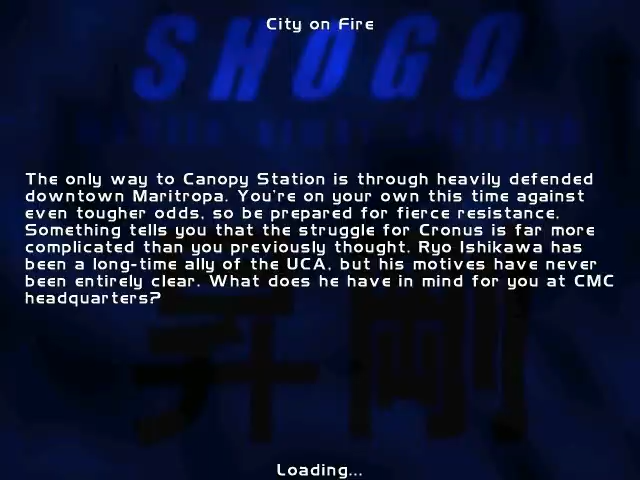 City on Fire
SHOGO
The only way to Canopy Station is through heavily defended
downtown Maritropa. You're on your own this time against
even tougher odds, so be prepared for fierce resistance.
Something tells you that the struggle for Cronus is far more
complicated than you previously thought. Ryo Ishikawa has
been a long-time ally of the UCA, but his motives have never
been entirely clear. What does he have in mind for you at CMC
headquarters?
Loading...